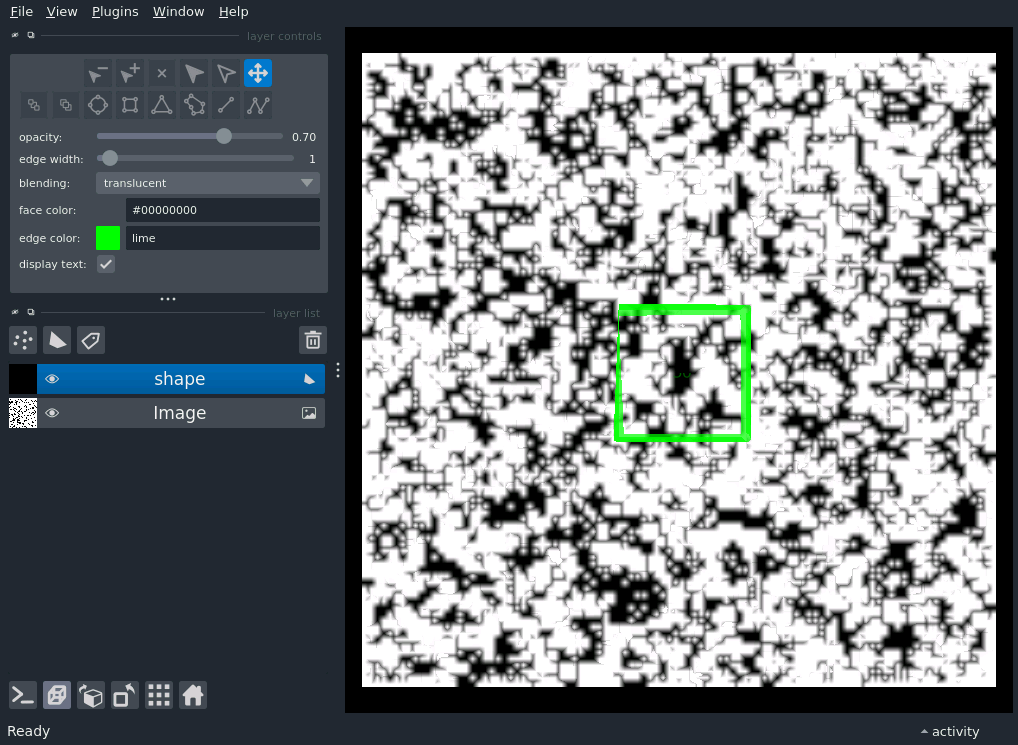 File View Plugins Window Help
layer controls
opacity: 0.70
edge width: 1
blending: translucent
face color: #00000000
edge color: lime
display text:
layer list
shape
Image
Ready
activity